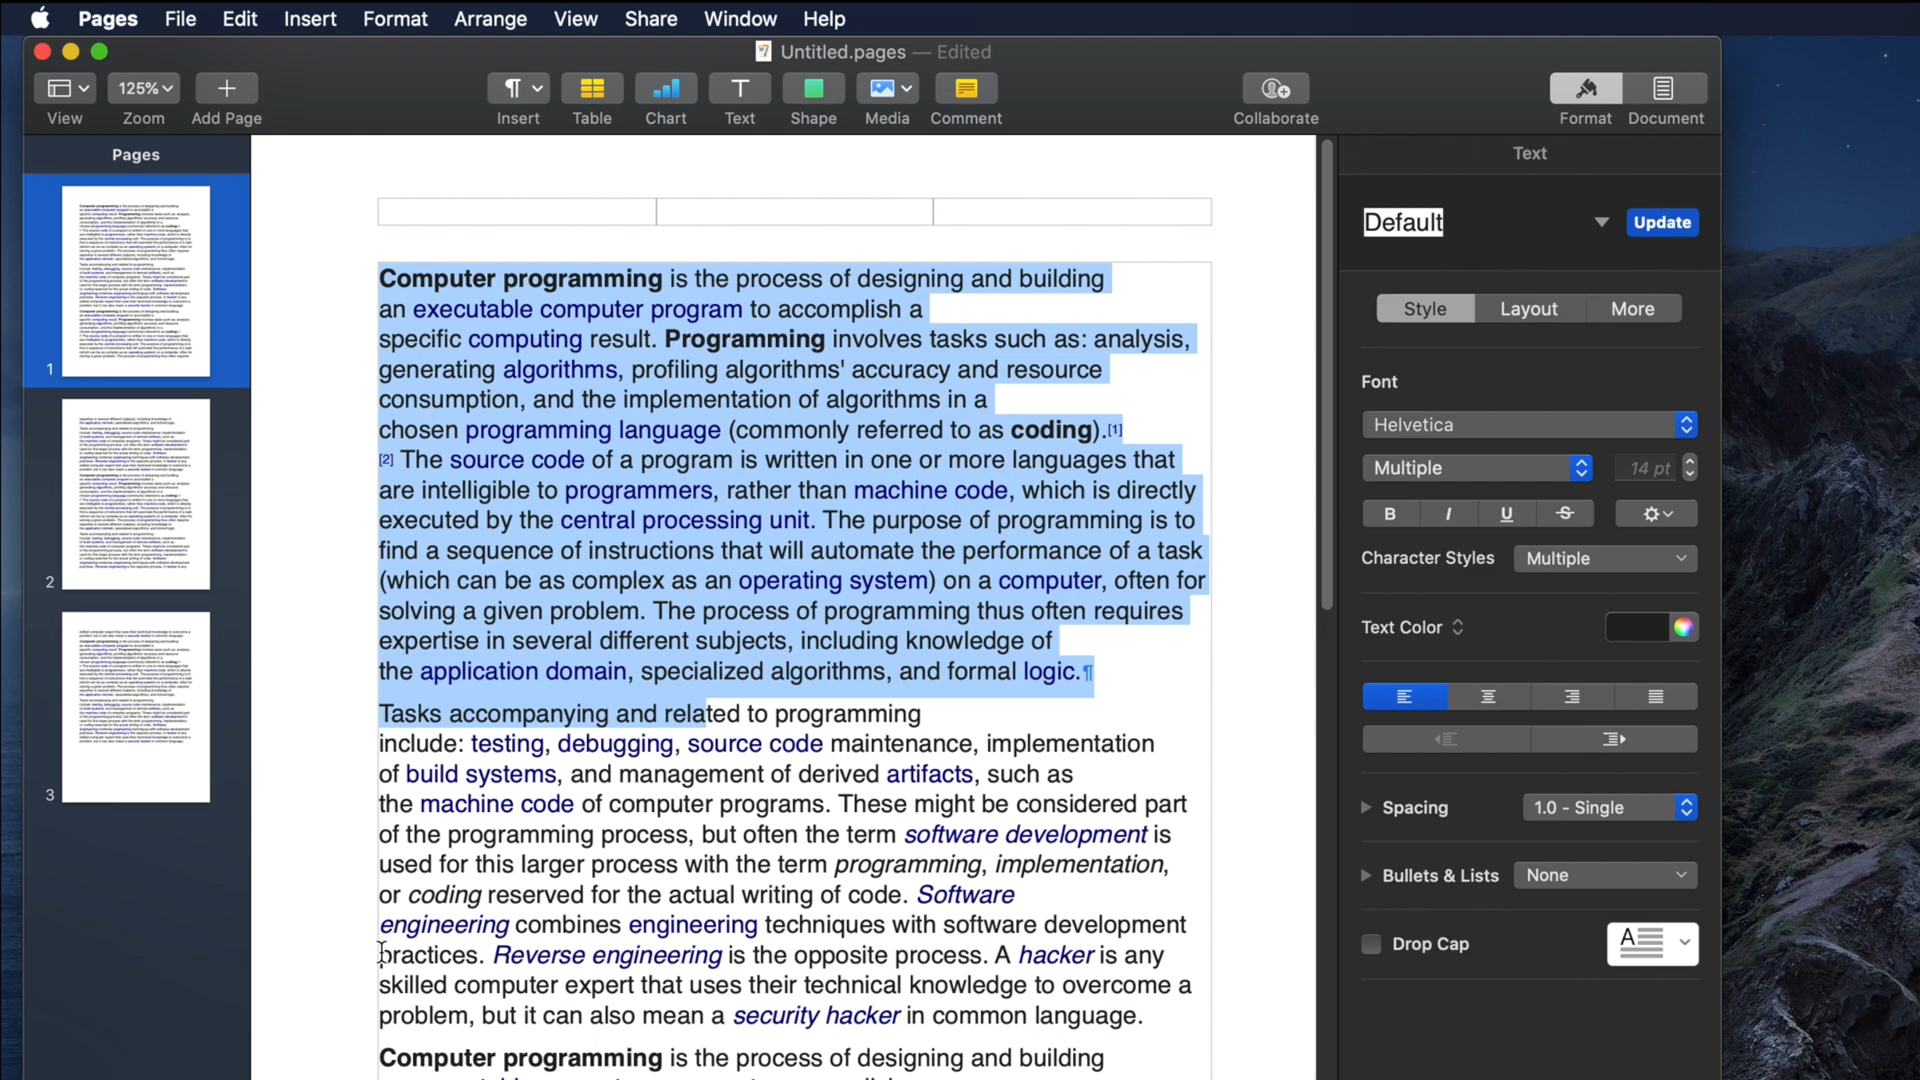 Pages File Edit Insert Format Arrange View Share Window Help
Untitled.pages — Edited
125%
View Zoom Add Page Insert Table Chart Text Shape Media Comment Collaborate Format Document
Pages
1
2
3
Computer programming is the process of designing and building
an executable computer program to accomplish a
specific computing result. Programming involves tasks such as: analysis,
generating algorithms, profiling algorithms' accuracy and resource
consumption, and the implementation of algorithms in a
chosen programming language (commonly referred to as coding).[1]
[2] The source code of a program is written in one or more languages that
are intelligible to programmers, rather than machine code, which is directly
executed by the central processing unit. The purpose of programming is to
find a sequence of instructions that will automate the performance of a task
(which can be as complex as an operating system) on a computer, often for
solving a given problem. The process of programming thus often requires
expertise in several different subjects, including knowledge of
the application domain, specialized algorithms, and formal logic.¶
Tasks accompanying and related to programming
include: testing, debugging, source code maintenance, implementation
of build systems, and management of derived artifacts, such as
the machine code of computer programs. These might be considered part
of the programming process, but often the term software development is
used for this larger process with the term programming, implementation,
or coding reserved for the actual writing of code. Software
engineering combines engineering techniques with software development
practices. Reverse engineering is the opposite process. A hacker is any
skilled computer expert that uses their technical knowledge to overcome a
problem, but it can also mean a security hacker in common language.
Computer programming is the process of designing and building
Text
Default
Update
Style Layout More
Font
Helvetica
Multiple 14 pt
B I U S
Character Styles Multiple
Text Color
Spacing 1.0 - Single
Bullets & Lists None
Drop Cap A